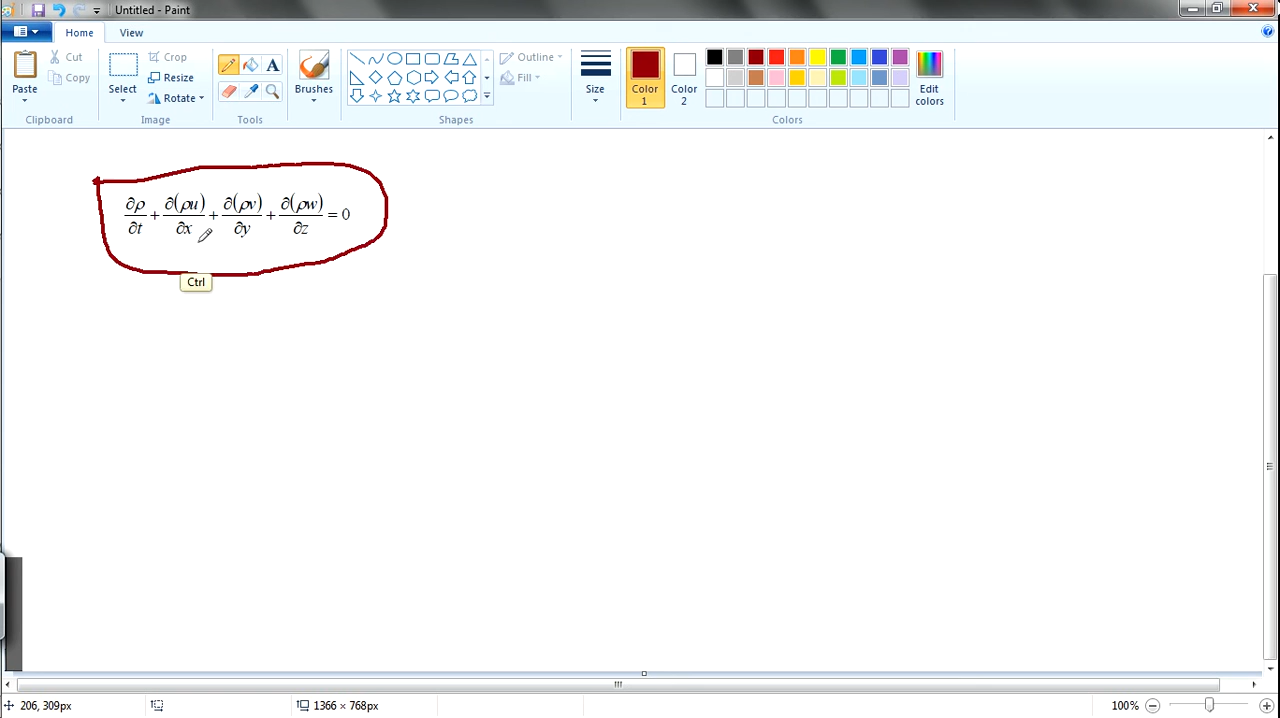 Untitled - Paint
Home View
Paste
Cut
Copy
Clipboard
Select
Crop
Resize
Rotate
Image
A
Tools
Brushes
Outline
Fill
Shapes
Size
Color 1
Color 2
Edit colors
Colors
∂ρ/∂t + ∂(ρu)/∂x + ∂(ρv)/∂y + ∂(ρw)/∂z = 0
Ctrl
206, 309px
1366 × 768px
100%